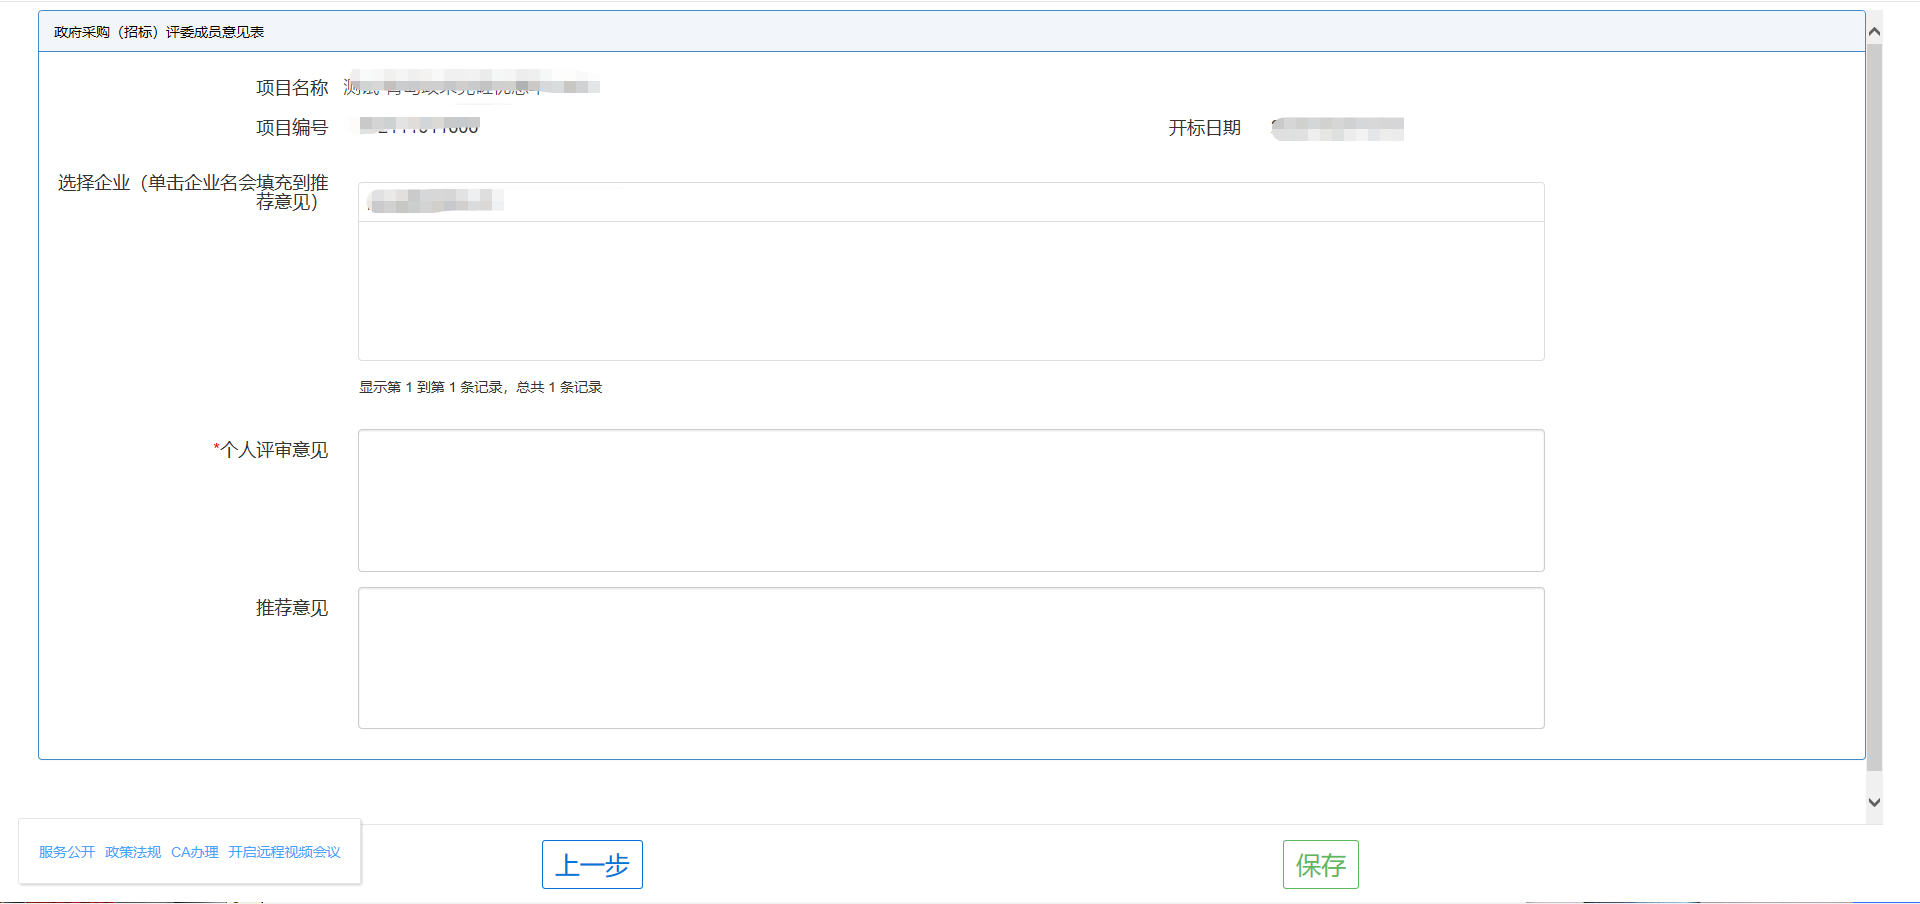 政府采购（招标）评委成员意见表
项目名称
项目编号
开标日期
选择企业（单击企业名会填充到推
荐意见）
显示第 1 到第 1 条记录，总共 1 条记录
*个人评审意见
推荐意见
服务公开 政策法规 CA办理 开启远程视频会议
上一步
保存